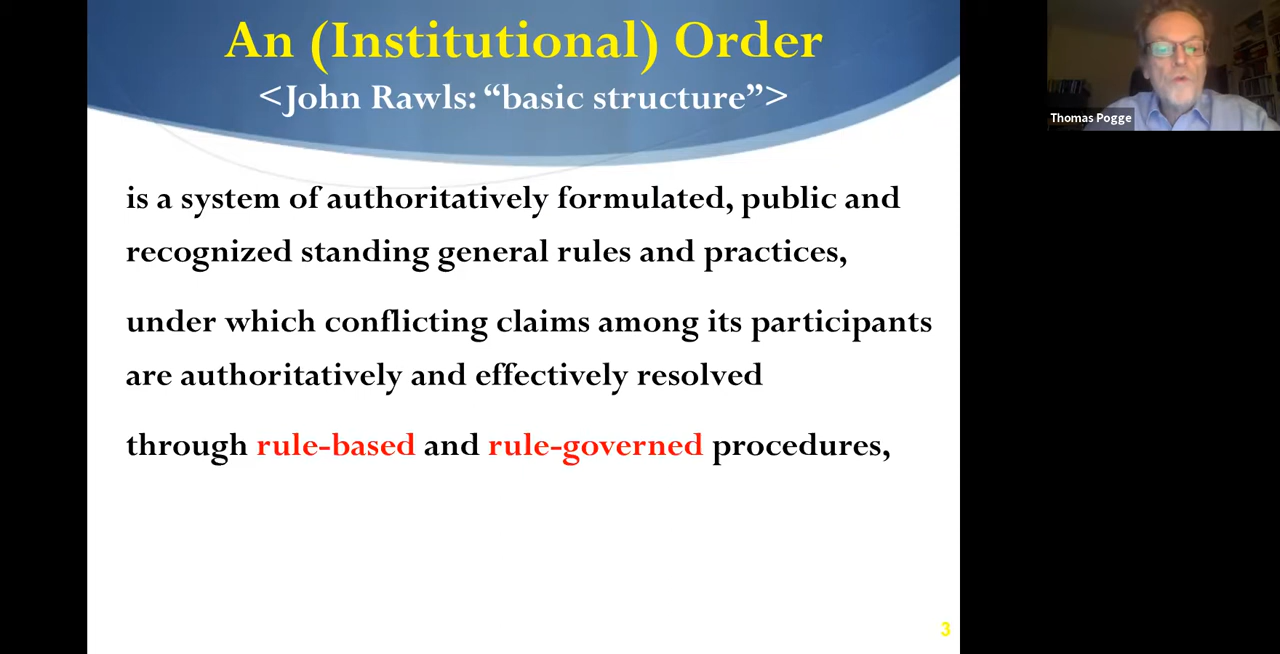 An (Institutional) Order
<John Rawls: “basic structure”>
Thomas Pogge
is a system of authoritatively formulated, public and
recognized standing general rules and practices,
under which conflicting claims among its participants
are authoritatively and effectively resolved
through rule-based and rule-governed procedures,
3